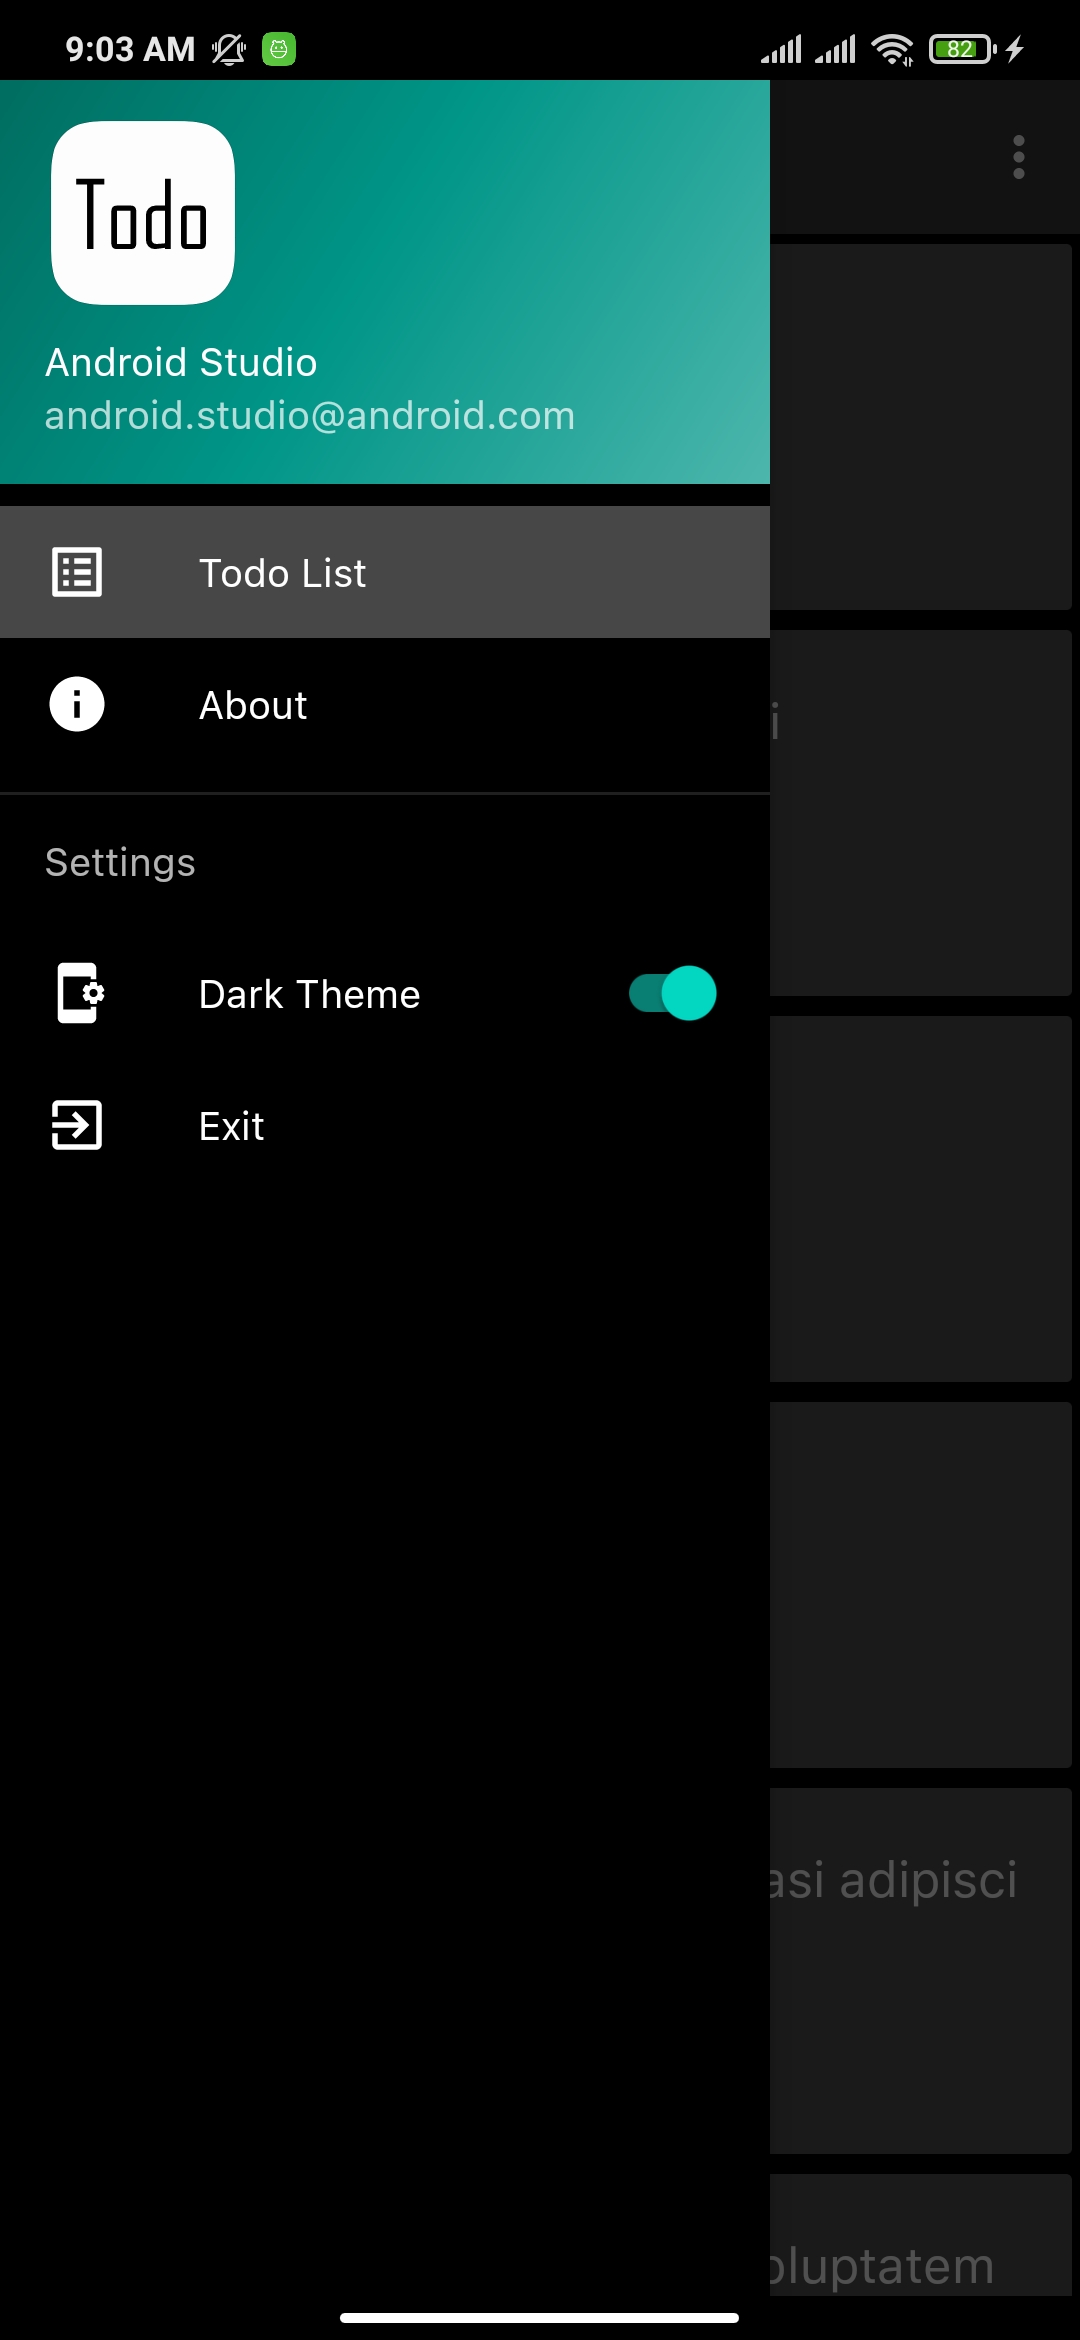 9:03 AM
82
Todo
Android Studio
android.studio@android.com
Todo List
About
i
Settings
Dark Theme
Exit
asi adipisci
oluptatem